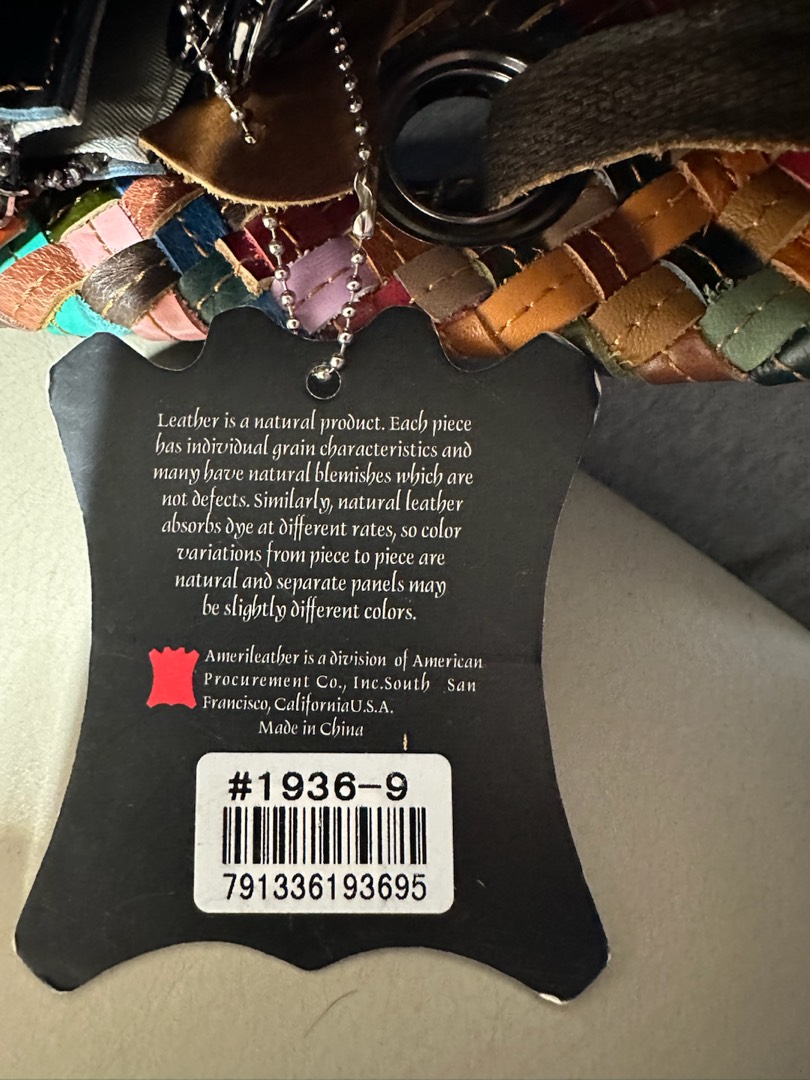 Leather is a natural product. Each piece
has individual grain characteristics and
many have natural blemishes which are
not defects. Similarly, natural leather
absorbs dye at different rates, so color
variations from piece to piece are
natural and separate panels may
be slightly different colors.
Amerileather is a division of American
Procurement Co., Inc.South San
Francisco, CaliforniaU.S.A.
Made in China
#1936-9
791336193695